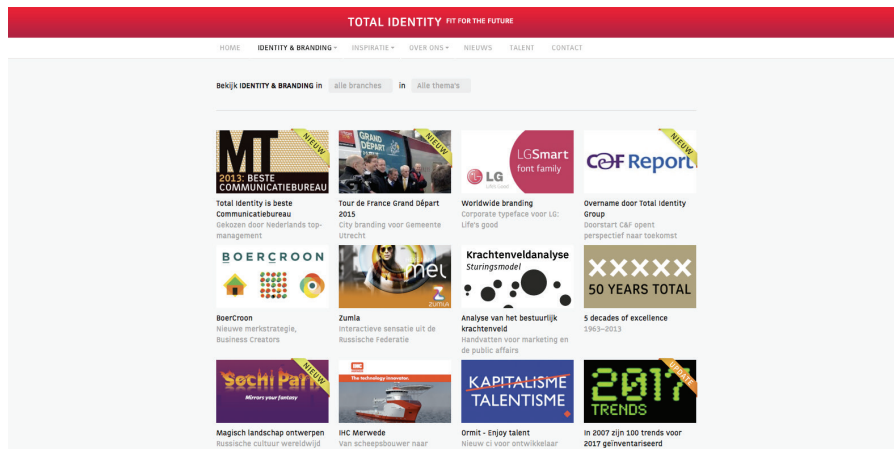 TOTAL IDENTITY FIT FOR THE FUTURE
HOME IDENTITY & BRANDING INSPIRATIE OVER ONS NIEUWS TALENT CONTACT
Bekijk IDENTITY & BRANDING in alle branches in Alle thema's
MT
2013: BESTE
COMMUNICATIEBUREAU
NIEUW
Total Identity is beste
Communicatiebureau
Gekozen door Nederlands top-
management
GRAND
DÉPART
NIEUW
Tour de France Grand Départ
2015
City branding voor Gemeente
Utrecht
LG
Life's Good
LGSmart
font family
Worldwide branding
Corporate typeface voor LG:
Life's good
C&F Report
NIEUW
Overname door Total Identity
Group
Doorstart C&F opent
perspectief naar toekomst
BOERCROON
BoerCroon
Nieuwe merkstrategie,
Business Creators
zumia
Zumia
Interactieve sensatie uit de
Russische Federatie
Krachtenveldanalyse
Sturingsmodel
Analyse van het bestuurlijk
krachtenveld
Handvatten voor marketing en
de public affairs
XXXXX
50 YEARS TOTAL
5 decades of excellence
1963–2013
Sochi Park
Mirrors your fantasy
NIEUW
Magisch landschap ontwerpen
Russische cultuur wereldwijd
IHC
The technology innovator.
IHC Merwede
Van scheepsbouwer naar
KAPITALISME
TALENTISME
Ormit - Enjoy talent
Nieuw ci voor ontwikkelaar
2017
TRENDS
UPDATE
In 2007 zijn 100 trends voor
2017 geïnventariseerd